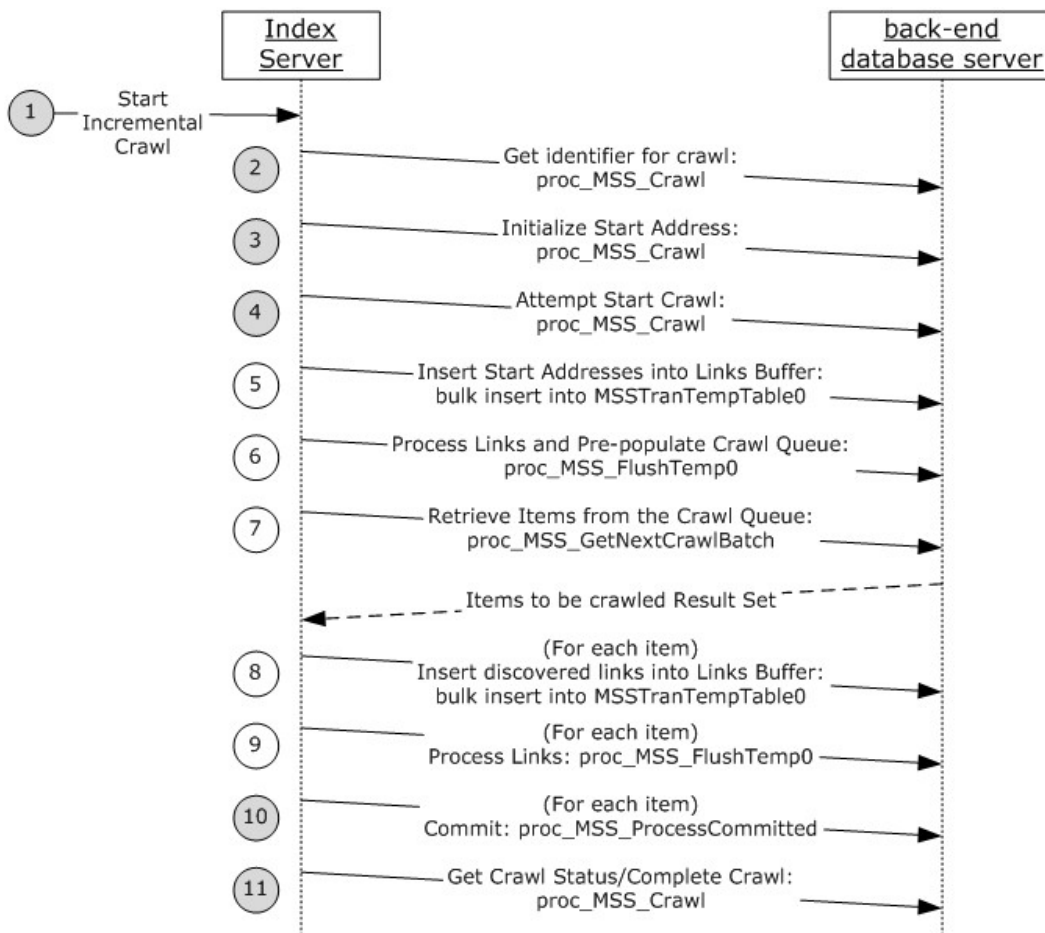 Index
Server
back-end
database server
1
Start
Incremental
Crawl
2
Get identifier for crawl:
proc_MSS_Crawl
3
Initialize Start Address:
proc_MSS_Crawl
4
Attempt Start Crawl:
proc_MSS_Crawl
5
Insert Start Addresses into Links Buffer:
bulk insert into MSSTranTempTable0
6
Process Links and Pre-populate Crawl Queue:
proc_MSS_FlushTemp0
7
Retrieve Items from the Crawl Queue:
proc_MSS_GetNextCrawlBatch
Items to be crawled Result Set
8
(For each item)
Insert discovered links into Links Buffer:
bulk insert into MSSTranTempTable0
9
(For each item)
Process Links: proc_MSS_FlushTemp0
10
(For each item)
Commit: proc_MSS_ProcessCommitted
11
Get Crawl Status/Complete Crawl:
proc_MSS_Crawl